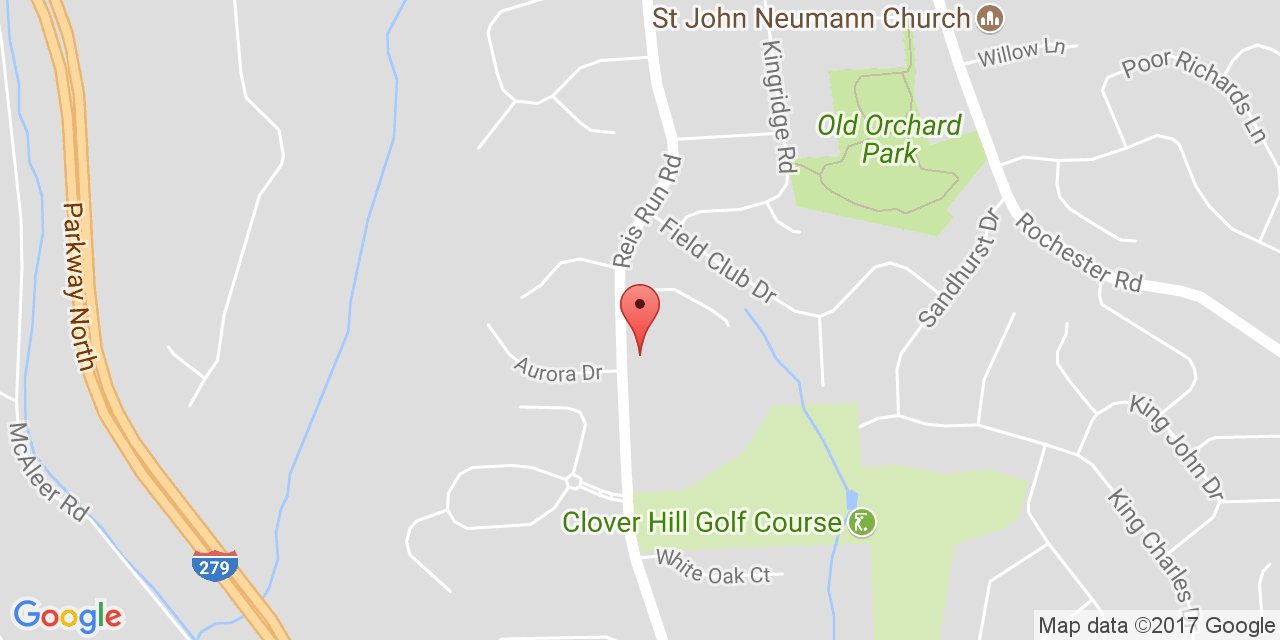 St John Neumann Church
Willow Ln
Poor Richards Ln
Kingridge Rd
Old Orchard
Park
Reis Run Rd
Field Club Dr
Sandhurst Dr
Rochester Rd
Parkway North
Aurora Dr
McAleer Rd
King John Dr
Clover Hill Golf Course
King Charles D
White Oak Ct
279
Google
Map data ©2017 Google